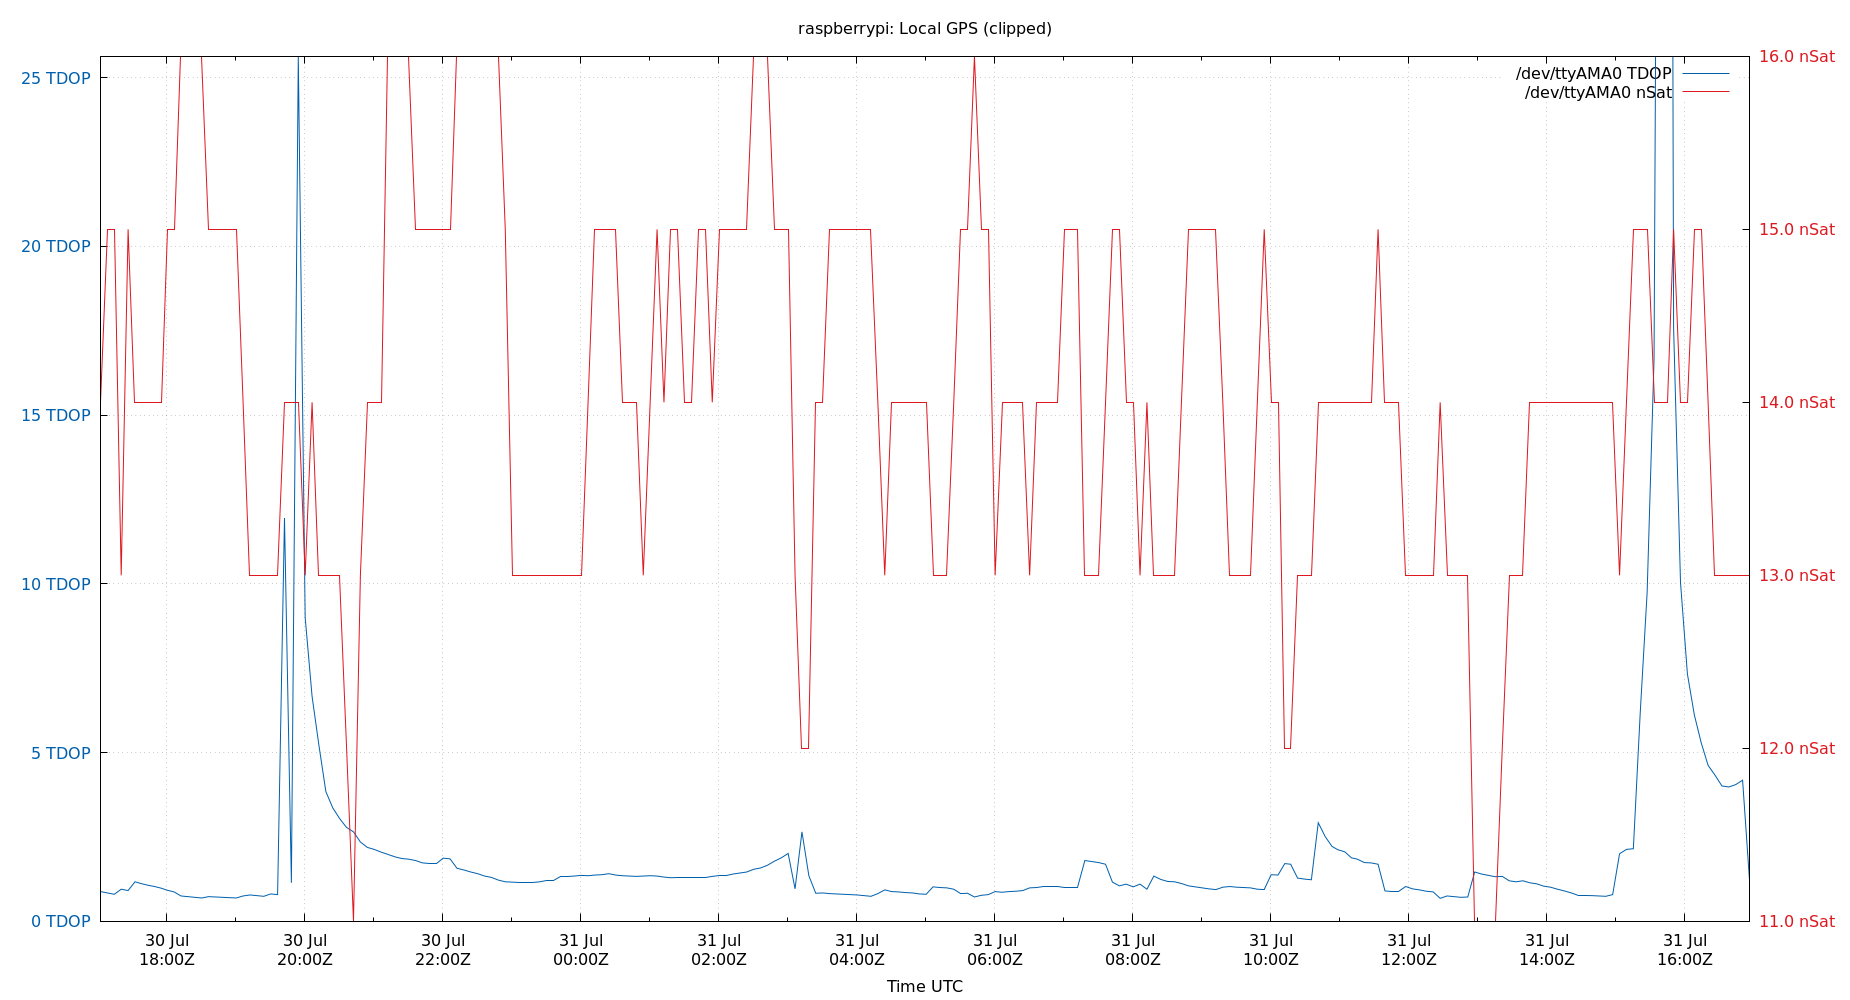 raspberrypi: Local GPS (clipped)
/dev/ttyAMA0 TDOP
/dev/ttyAMA0 nSat
25 TDOP
20 TDOP
15 TDOP
10 TDOP
5 TDOP
0 TDOP
16.0 nSat
15.0 nSat
14.0 nSat
13.0 nSat
12.0 nSat
11.0 nSat
30 Jul
18:00Z
30 Jul
20:00Z
30 Jul
22:00Z
31 Jul
00:00Z
31 Jul
02:00Z
31 Jul
04:00Z
31 Jul
06:00Z
31 Jul
08:00Z
31 Jul
10:00Z
31 Jul
12:00Z
31 Jul
14:00Z
31 Jul
16:00Z
Time UTC